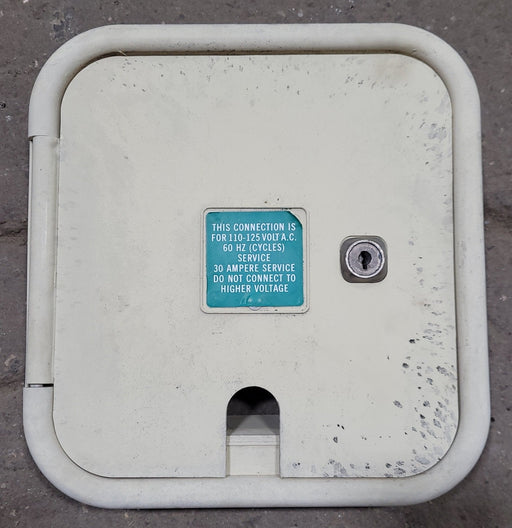 THIS CONNECTION IS
FOR 110-125 VOLT A.C.
60 HZ (CYCLES)
SERVICE
30 AMPERE SERVICE
DO NOT CONNECT TO
HIGHER VOLTAGE